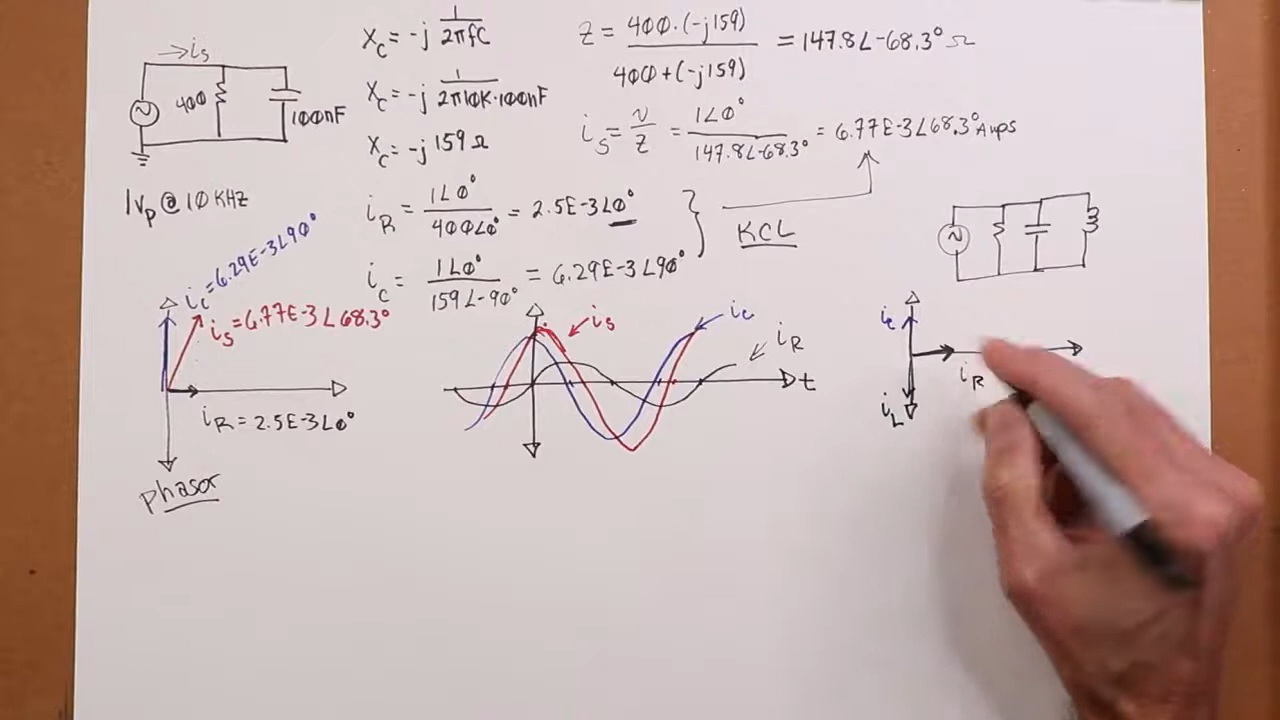 →is
400
100nF
1Vp @ 10KHz
Xc = -j 1/2πfC
Xc = -j 1/2π10K·100nF
Xc = -j 159 Ω
Z = 400·(-j159)/400+(-j159) = 147.8∠-68.3° Ω
is = v/Z = 1∠0°/147.8∠-68.3° = 6.77E-3∠68.3° Amps
iR = 1∠0°/400∠0° = 2.5E-3∠0°
ic = 1∠0°/159∠-90° = 6.29E-3∠90°
KCL
ic = 6.29E-3∠90°
is = 6.77E-3∠68.3°
iR = 2.5E-3∠0°
phasor
is
ic
iR
t
ic
iR
iL